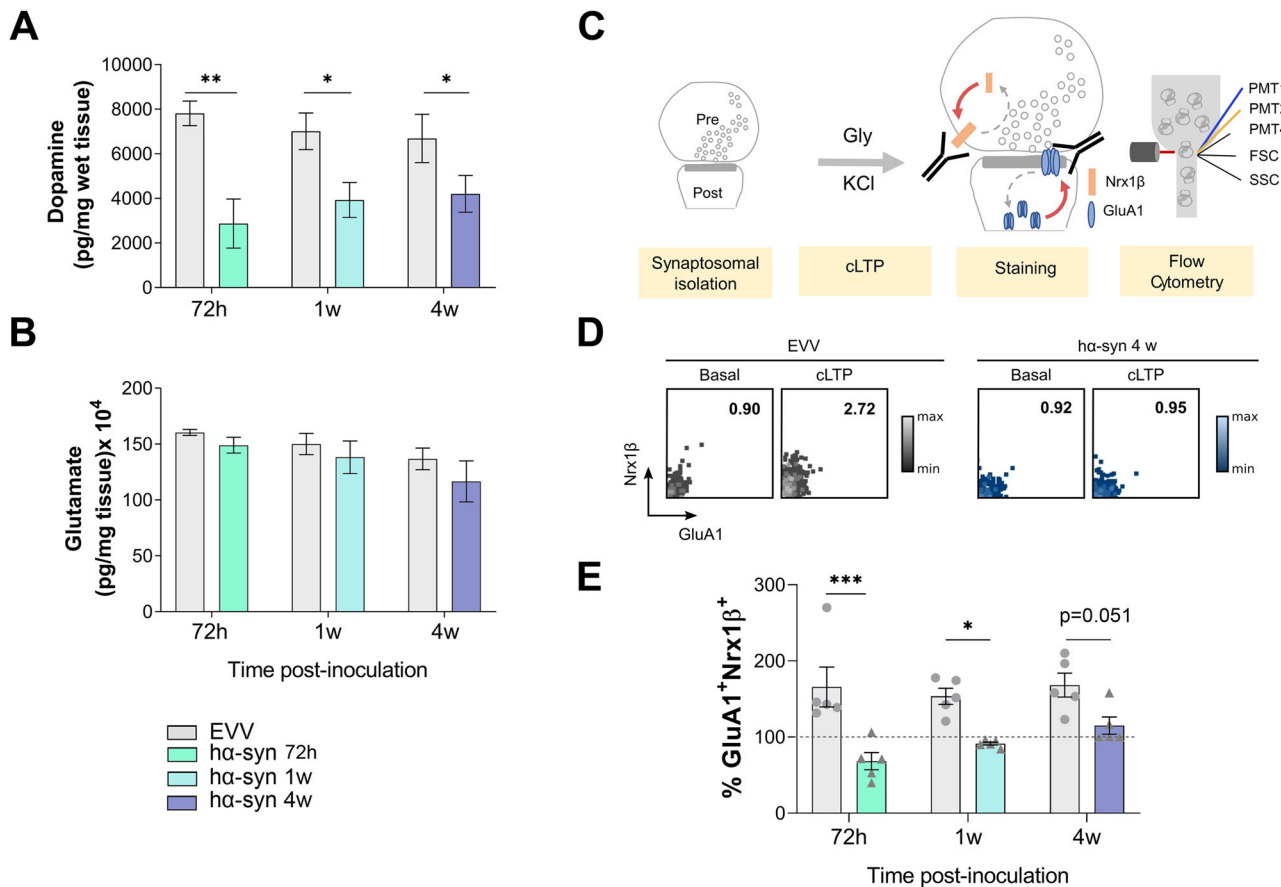 A
Dopamine
(pg/mg wet tissue)
10000
8000
6000
4000
2000
0
**
*
*
72h
1w
4w
B
Glutamate
(pg/mg tissue)x 10⁴
200
150
100
50
0
72h
1w
4w
Time post-inoculation
EVV
hα-syn 72h
hα-syn 1w
hα-syn 4w
C
Pre
Post
Gly
KCl
Nrx1β
GluA1
PMT
PMT
PMT
FSC
SSC
Synaptosomal
isolation
cLTP
Staining
Flow
Cytometry
D
EVV
hα-syn 4 w
Basal
cLTP
Basal
cLTP
0.90
2.72
0.92
0.95
max
min
max
min
Nrx1β
GluA1
E
% GluA1⁺Nrx1β⁺
300
200
100
0
***
*
p=0.051
72h
1w
4w
Time post-inoculation